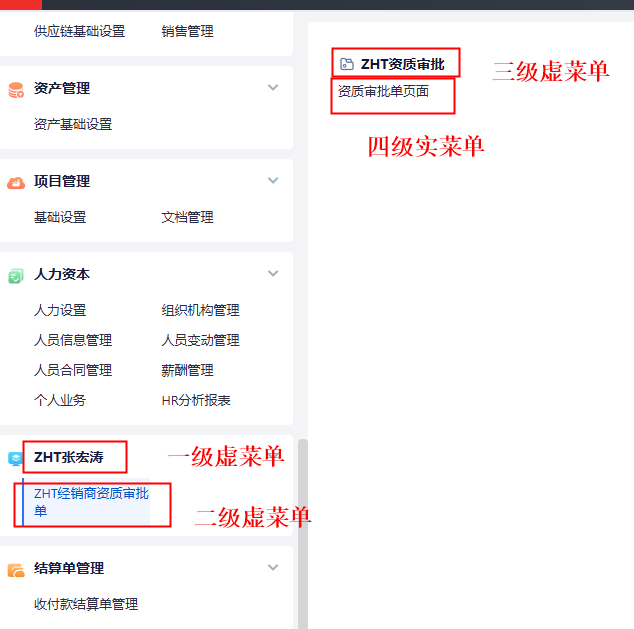 供应链基础设置 销售管理
资产管理
资产基础设置
项目管理
基础设置 文档管理
人力资本
人力设置 组织机构管理
人员信息管理 人员变动管理
人员合同管理 薪酬管理
个人业务 HR分析报表
ZHT张宏涛 一级虚菜单
ZHT经销商资质审批
单 二级虚菜单
结算单管理
收付款结算单管理
ZHT资质审批 三级虚菜单
资质审批单页面
四级实菜单